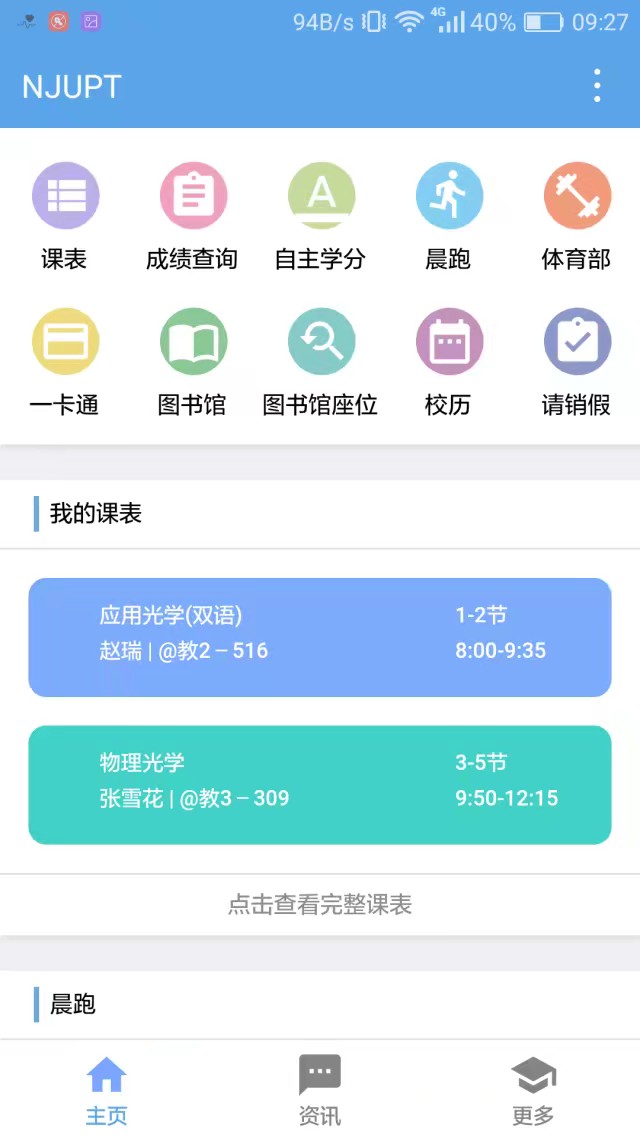 94B/s 4G 40% 09:27
NJUPT
课表 成绩查询 自主学分 晨跑 体育部
一卡通 图书馆 图书馆座位 校历 请销假
我的课表
应用光学(双语) 1-2节
赵瑞 | @教2－516 8:00-9:35
物理光学 3-5节
张雪花 | @教3－309 9:50-12:15
点击查看完整课表
晨跑
主页 资讯 更多